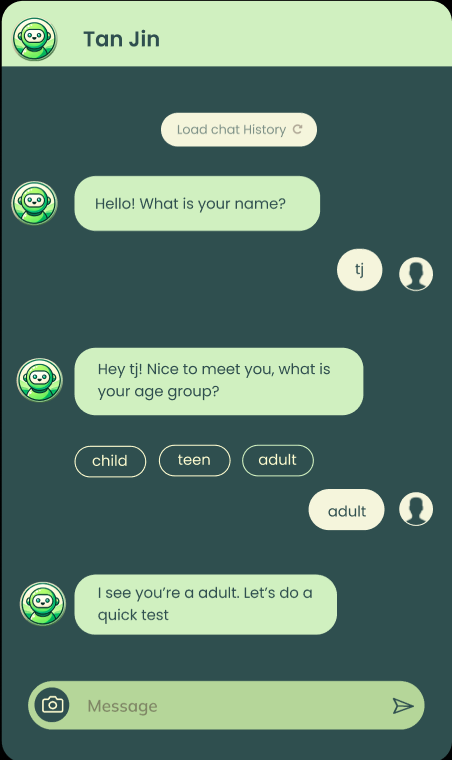 Tan Jin
Load chat History
Hello! What is your name?
tj
Hey tj! Nice to meet you, what is
your age group?
child teen adult
adult
I see you’re a adult. Let’s do a
quick test
Message